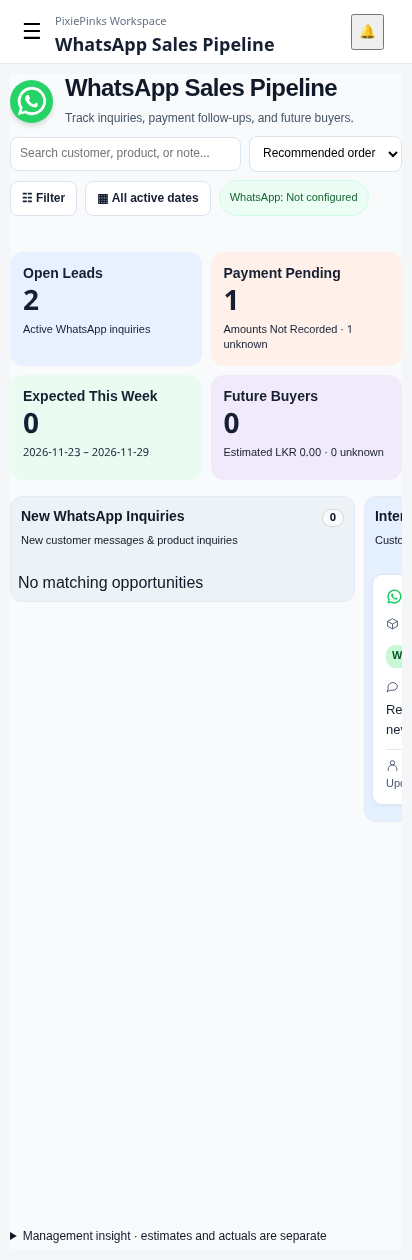 PixiePinks Workspace
WhatsApp Sales Pipeline
WhatsApp Sales Pipeline
Track inquiries, payment follow-ups, and future buyers.
Search customer, product, or note...
Recommended order
Filter
All active dates
WhatsApp: Not configured
Open Leads
2
Active WhatsApp inquiries
Payment Pending
1
Amounts Not Recorded · 1
unknown
Expected This Week
0
2026-11-23 – 2026-11-29
Future Buyers
0
Estimated LKR 0.00 · 0 unknown
New WhatsApp Inquiries
0
New customer messages & product inquiries
No matching opportunities
Management insight · estimates and actuals are separate